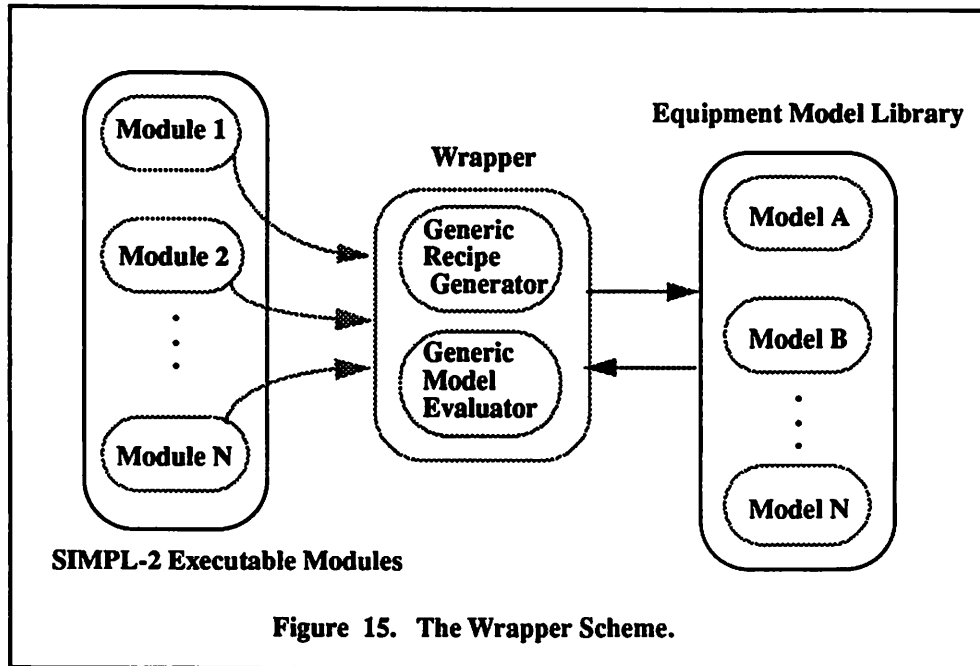 Module 1
Module 2
Module N
SIMPL-2 Executable Modules
Wrapper
Generic
Recipe
Generator
Generic
Model
Evaluator
Equipment Model Library
Model A
Model B
Model N
Figure 15. The Wrapper Scheme.